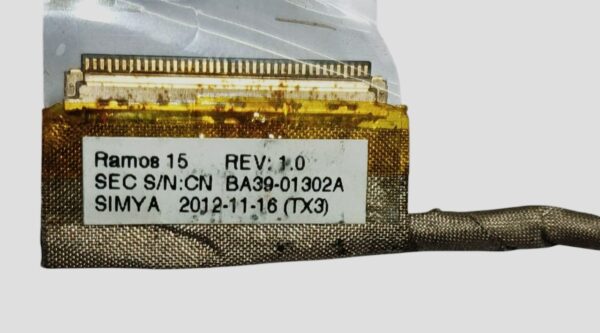 Ramos 15 REV: 1.0
SEC S/N:CN BA39-01302A
SIMYA 2012-11-16 (TX3)